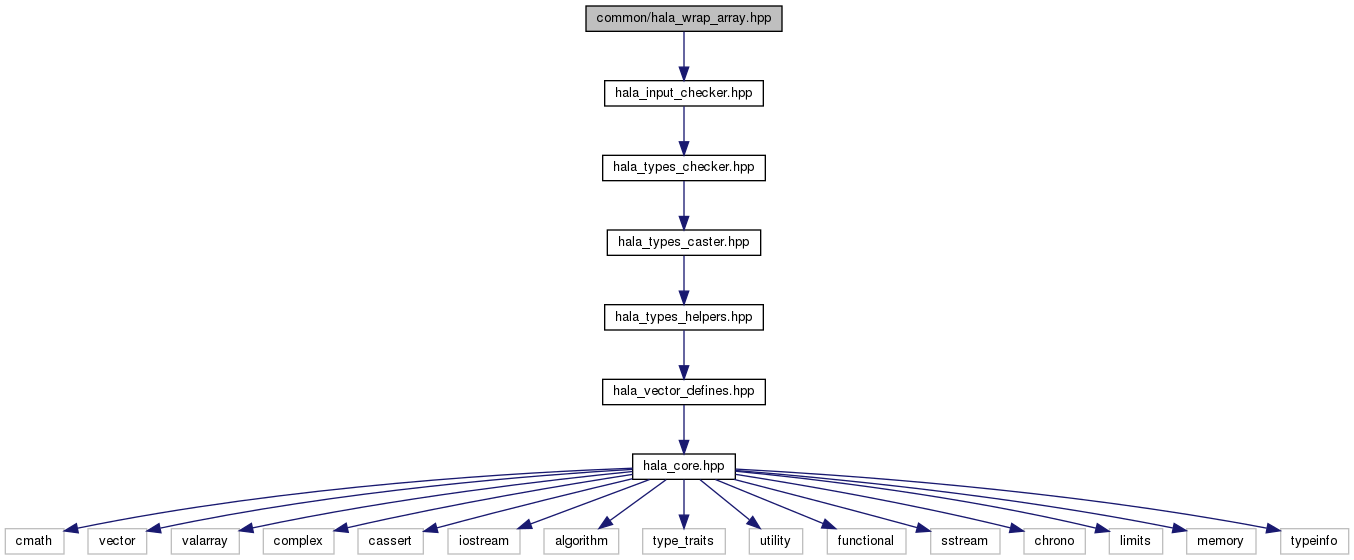 common/hala_wrap_array.hpp
hala_input_checker.hpp
hala_types_checker.hpp
hala_types_caster.hpp
hala_types_helpers.hpp
hala_vector_defines.hpp
hala_core.hpp
cmath
vector
valarray
complex
cassert
iostream
algorithm
type_traits
utility
functional
sstream
chrono
limits
memory
typeinfo